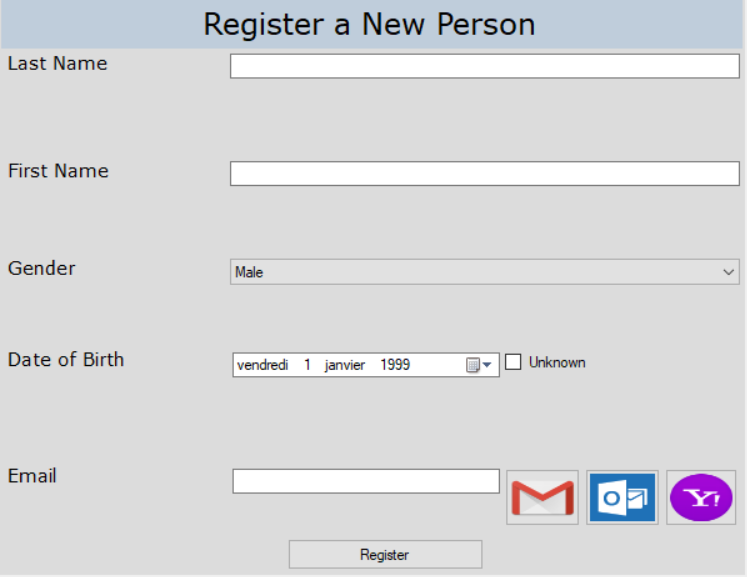 Register a New Person
Last Name
First Name
Gender
Male
Date of Birth
vendredi 1 janvier 1999
Unknown
Email
Register